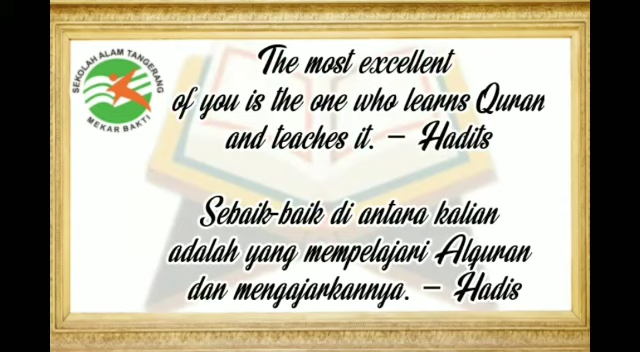 SEKOLAH ALAM TANGERANG
MEKAR BAKTI
The most excellent
of you is the one who learns Quran
and teaches it. – Hadits
Sebaik-baik di antara kalian
adalah yang mempelajari Alquran
dan mengajarkannya. – Hadis